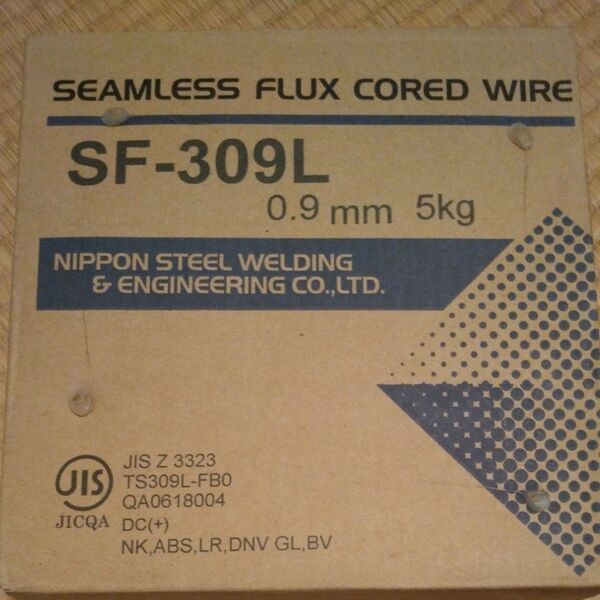 SEAMLESS FLUX CORED WIRE
SF-309L
0.9 mm 5kg
NIPPON STEEL WELDING
& ENGINEERING CO.,LTD.
JIS
JICQA
JIS Z 3323
TS309L-FB0
QA0618004
DC(+)
NK,ABS,LR,DNV GL,BV